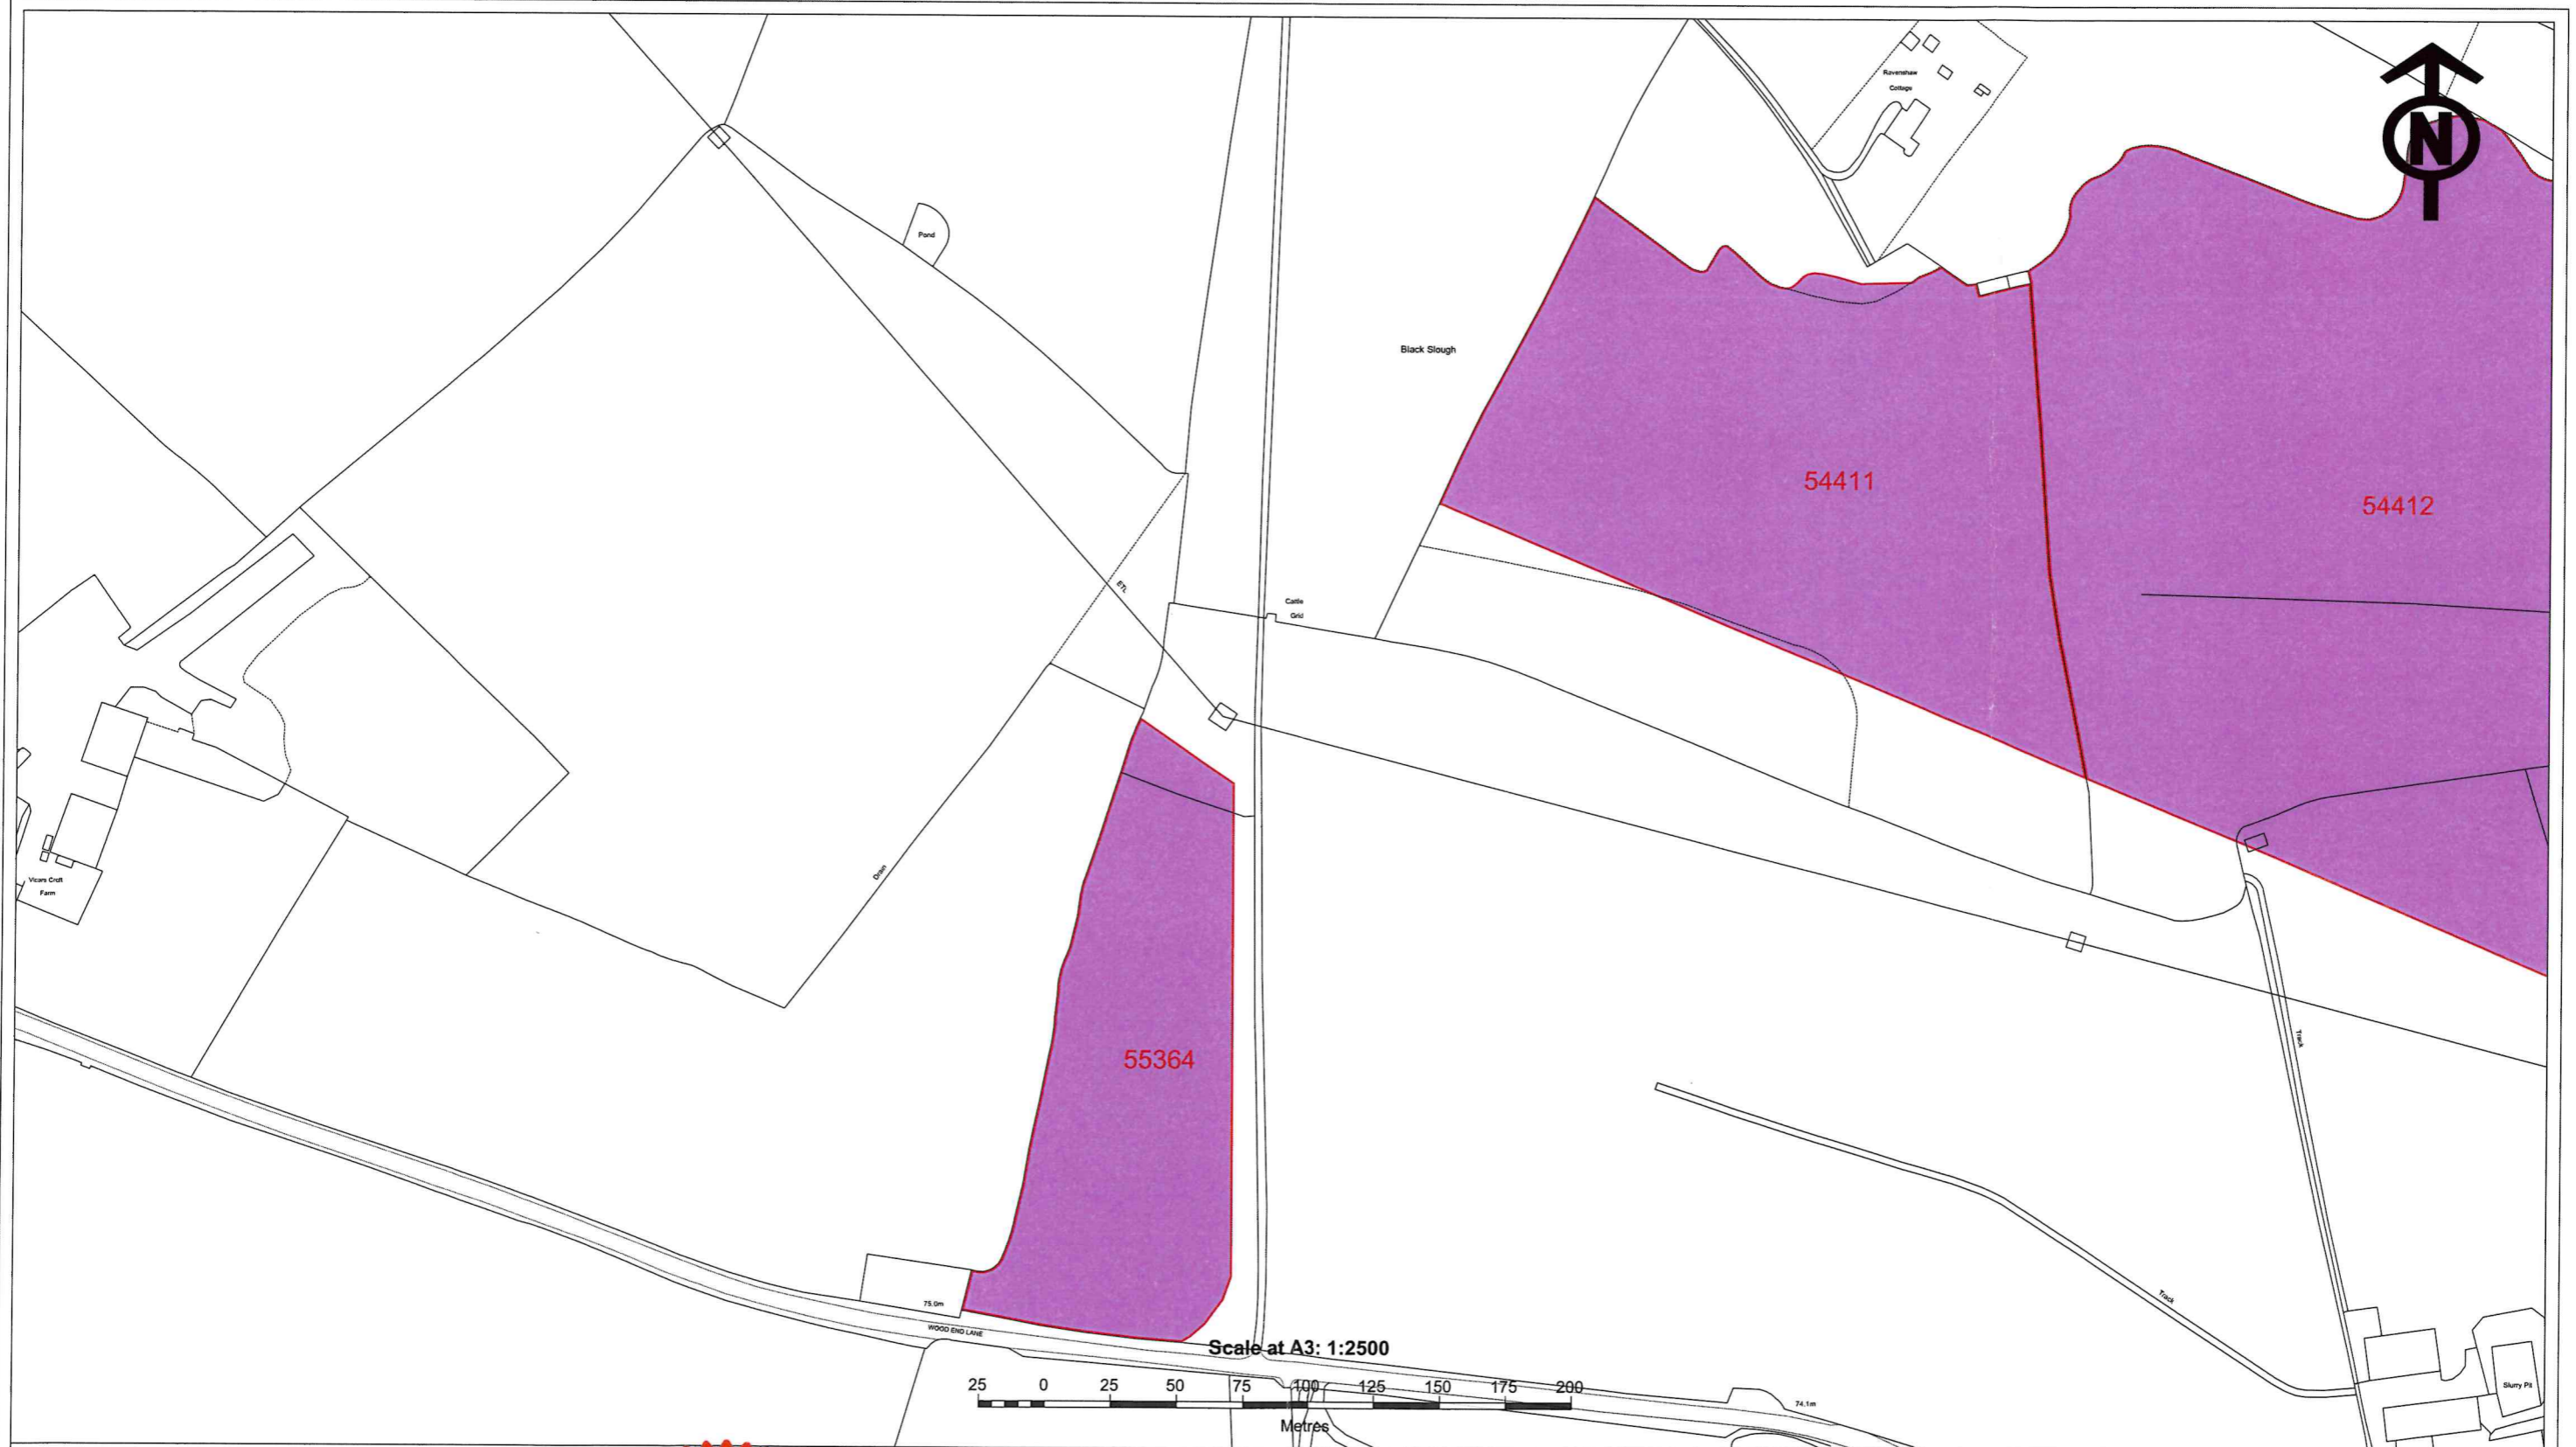 Ravenshaw
Cottage
N
Pond
Black Slough
54411
54412
ETL
Cattle
Grid
Drain
Vicars Croft
Farm
55364
Track
Track
75.0m
WOOD END LANE
Scale at A3: 1:2500
25 0 25 50 75 100 125 150 175 200
Metres
74.1m
Slurry Pit